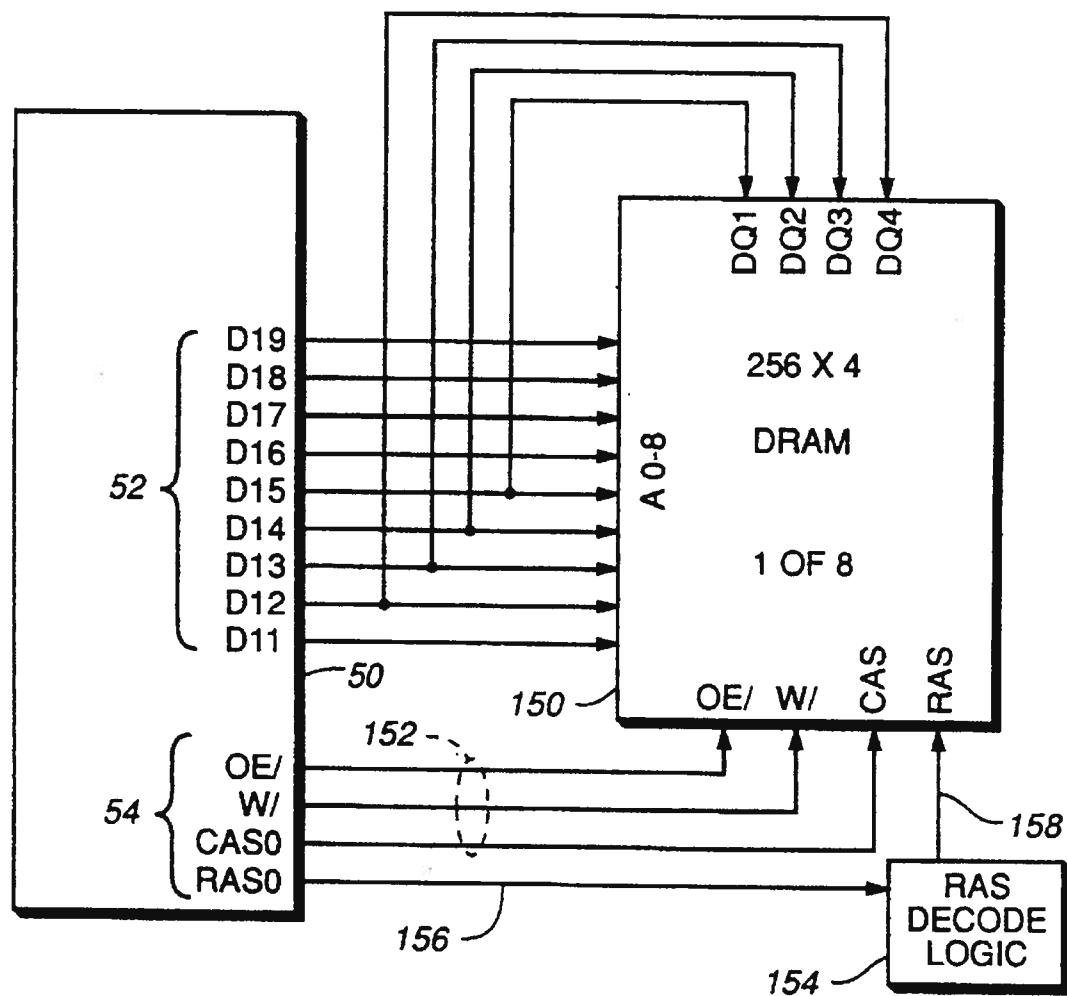 DQ1
DQ2
DQ3
DQ4
D19
D18
D17
D16
D15
D14
D13
D12
D11
52
A 0-8
256 X 4
DRAM
1 OF 8
50
150
OE/ W/ CAS RAS
152
54
OE/
W/
CAS0
RAS0
156
158
RAS
DECODE
LOGIC
154